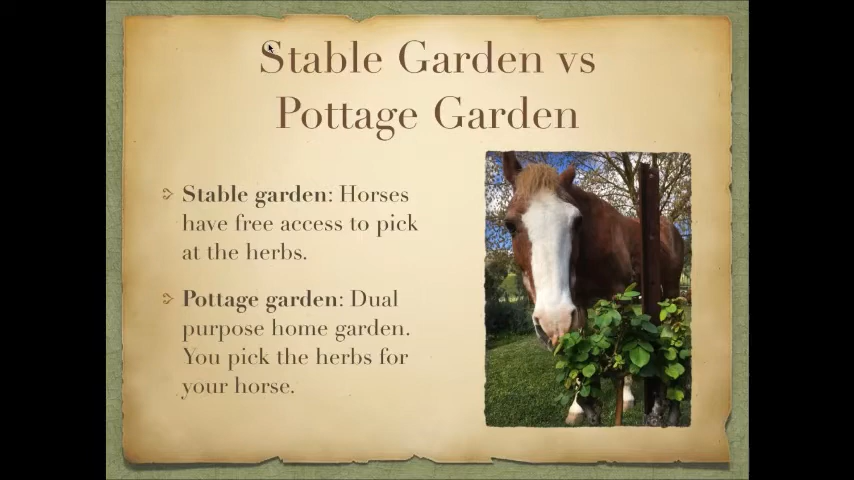 Stable Garden vs
Pottage Garden
Stable garden: Horses
have free access to pick
at the herbs.
Pottage garden: Dual
purpose home garden.
You pick the herbs for
your horse.